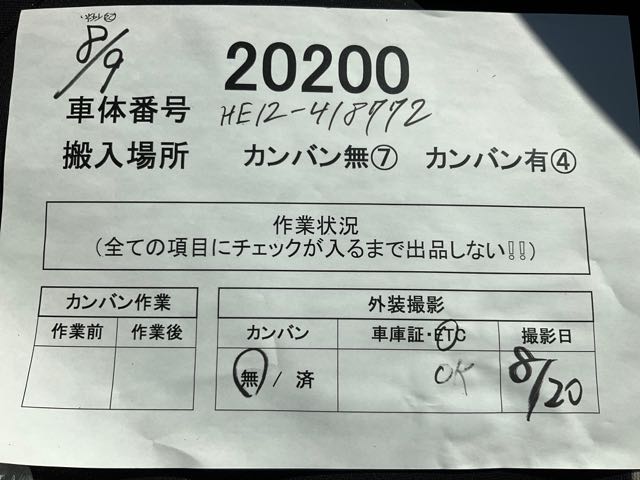 8/9
20200
車体番号 HE12-418772
搬入場所 カンバン無⑦ カンバン有④
作業状況
(全ての項目にチェックが入るまで出品しない!!)
カンバン作業 外装撮影
作業前 作業後 カンバン 車庫証・ETC 撮影日
無 / 済 OK 8/20